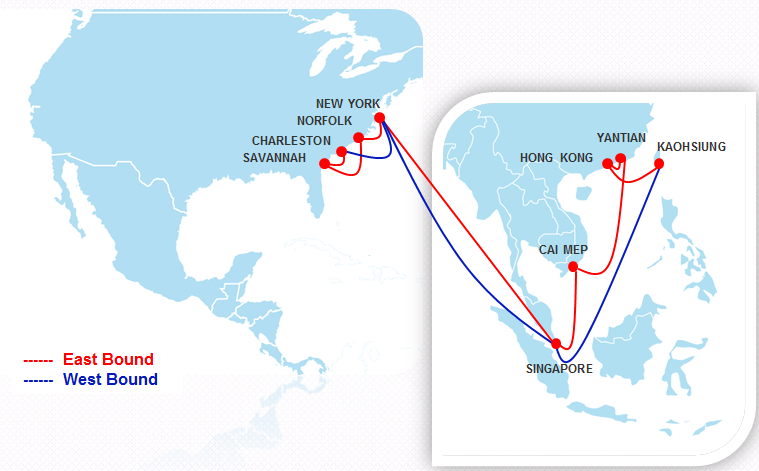 NEW YORK
NORFOLK
CHARLESTON
SAVANNAH
YANTIAN
HONG KONG
KAOHSIUNG
CAI MEP
SINGAPORE
------ East Bound
------ West Bound